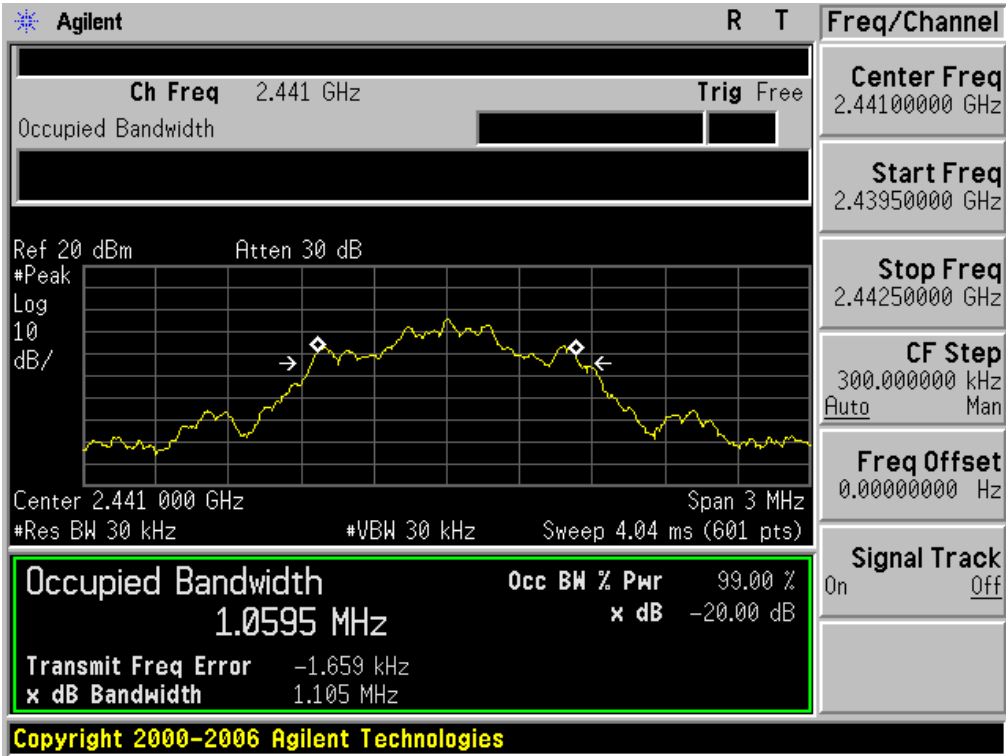 Agilent R T
Freq/Channel
Ch Freq 2.441 GHz Trig Free
Occupied Bandwidth
Ref 20 dBm Atten 30 dB
#Peak
Log
10
dB/
Center 2.441 000 GHz Span 3 MHz
#Res BW 30 kHz #VBW 30 kHz Sweep 4.04 ms (601 pts)
Occupied Bandwidth
1.0595 MHz
Occ BW % Pwr 99.00 %
x dB -20.00 dB
Transmit Freq Error -1.659 kHz
x dB Bandwidth 1.105 MHz
Center Freq
2.44100000 GHz
Start Freq
2.43950000 GHz
Stop Freq
2.44250000 GHz
CF Step
300.000000 kHz
Auto Man
Freq Offset
0.00000000 Hz
Signal Track
On Off
Copyright 2000-2006 Agilent Technologies